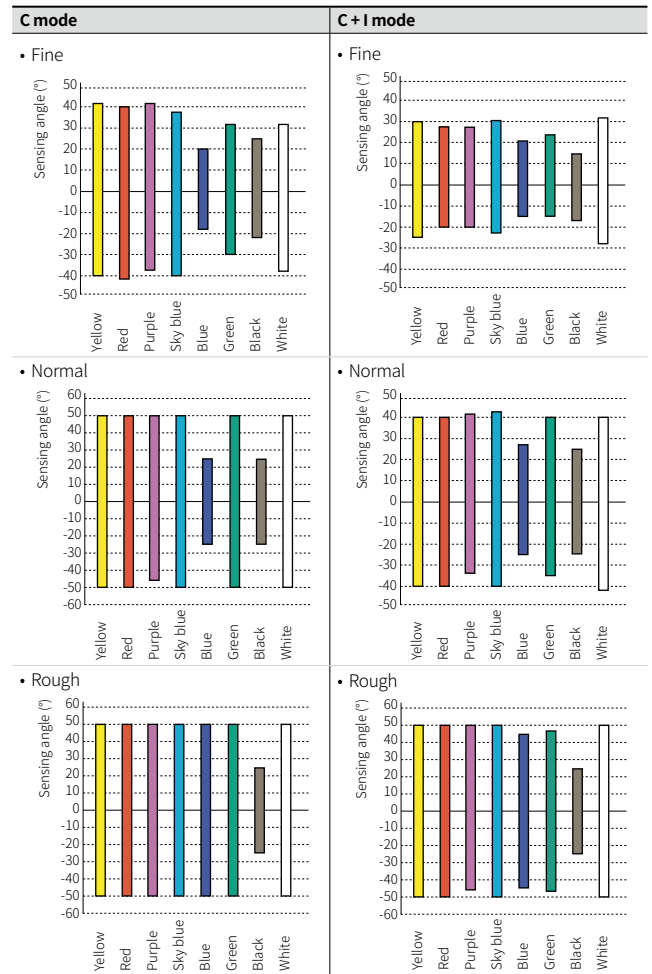 C mode
C + I mode
• Fine
Sensing angle (°)
50
40
30
20
10
0
-10
-20
-30
-40
-50
Yellow
Red
Purple
Sky blue
Blue
Green
Black
White
• Fine
Sensing angle (°)
50
40
30
20
10
0
-10
-20
-30
-40
-50
Yellow
Red
Purple
Sky blue
Blue
Green
Black
White
• Normal
Sensing angle (°)
60
50
40
30
20
10
0
-10
-20
-30
-40
-50
-60
Yellow
Red
Purple
Sky blue
Blue
Green
Black
White
• Normal
Sensing angle (°)
50
40
30
20
10
0
-10
-20
-30
-40
-50
Yellow
Red
Purple
Sky blue
Blue
Green
Black
White
• Rough
Sensing angle (°)
60
50
40
30
20
10
0
-10
-20
-30
-40
-50
-60
Yellow
Red
Purple
Sky blue
Blue
Green
Black
White
• Rough
Sensing angle (°)
60
50
40
30
20
10
0
-10
-20
-30
-40
-50
-60
Yellow
Red
Purple
Sky blue
Blue
Green
Black
White